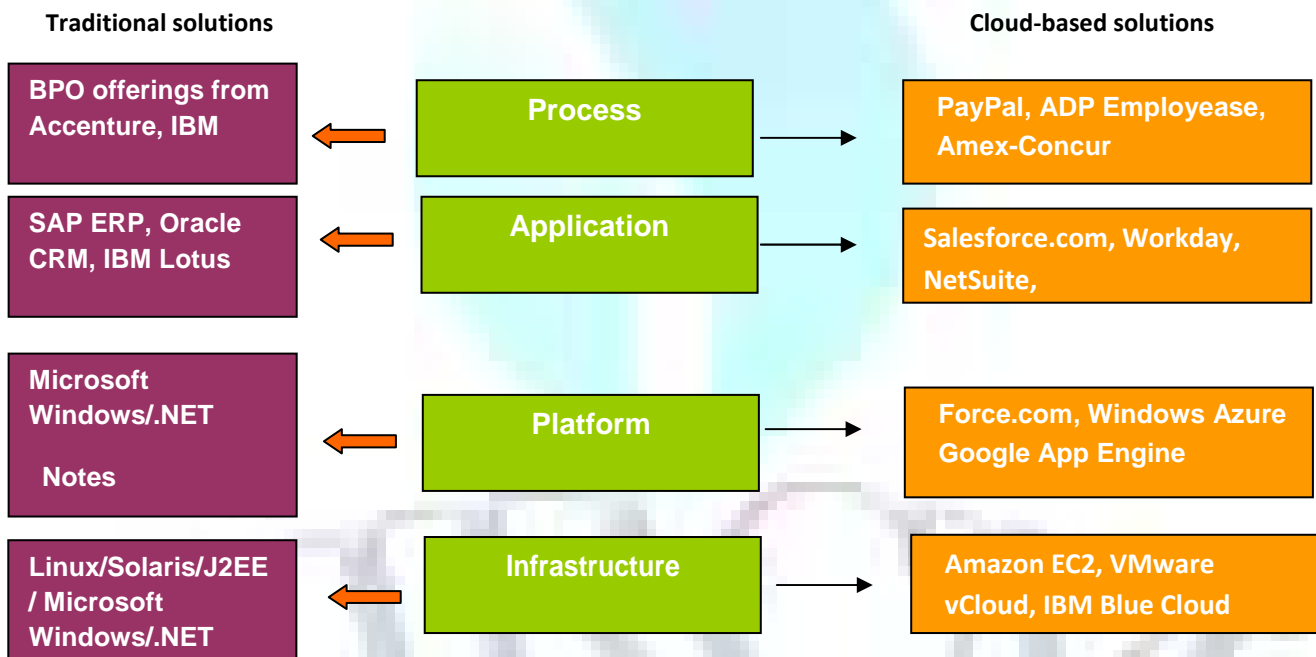 Traditional solutions
Cloud-based solutions
BPO offerings from
Accenture, IBM
Process
PayPal, ADP Employease,
Amex-Concur
SAP ERP, Oracle
CRM, IBM Lotus
Application
Salesforce.com, Workday,
NetSuite,
Microsoft
Windows/.NET
Notes
Platform
Force.com, Windows Azure
Google App Engine
Linux/Solaris/J2EE
/ Microsoft
Windows/.NET
Infrastructure
Amazon EC2, VMware
vCloud, IBM Blue Cloud